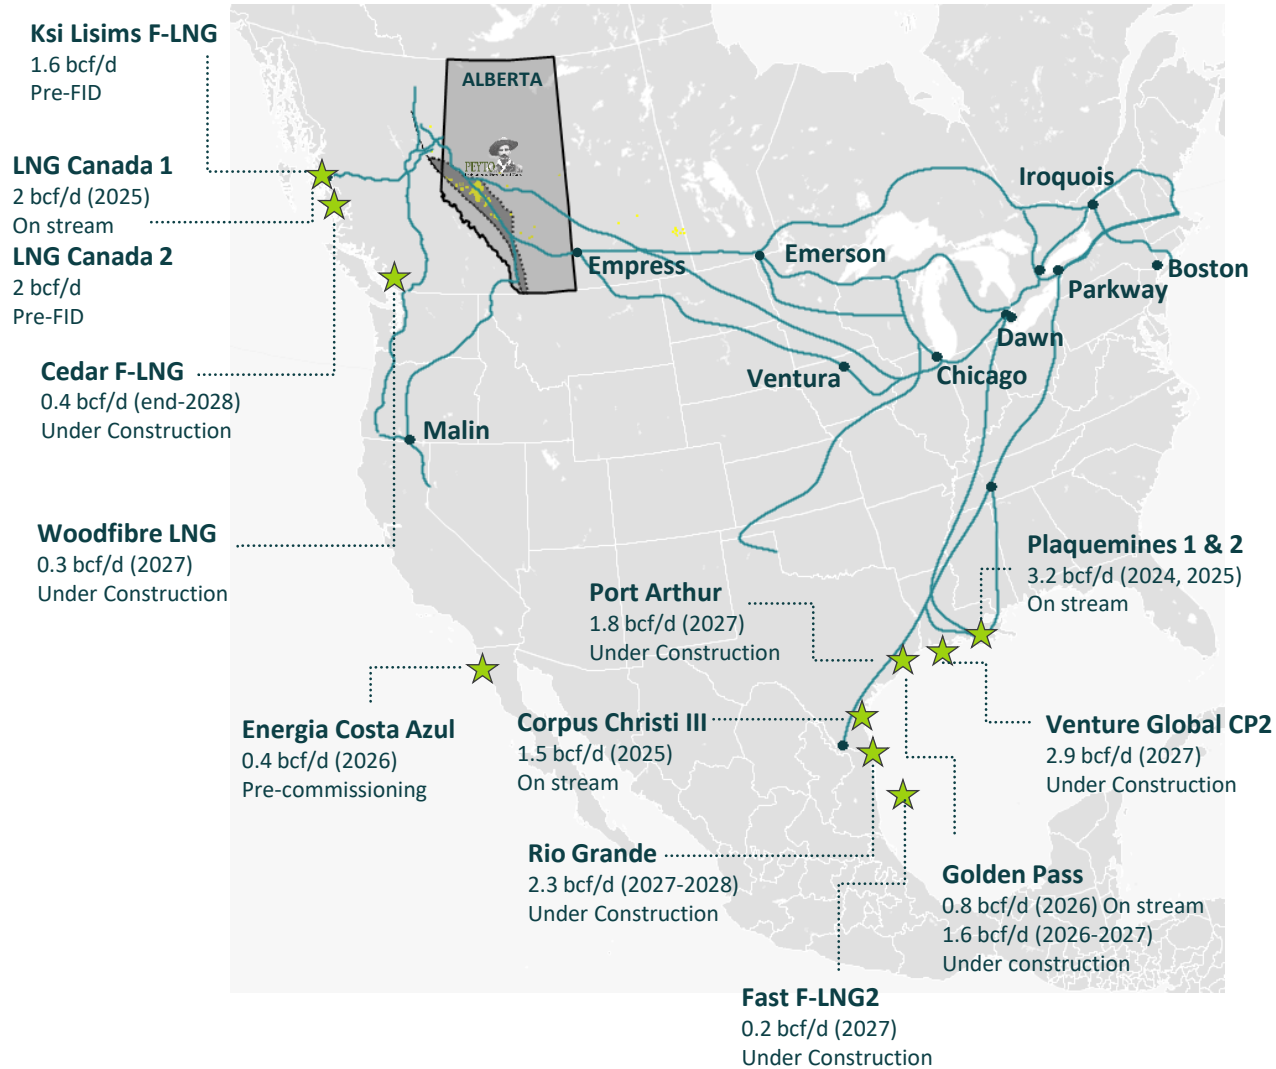 Ksi Lisims F-LNG
1.6 bcf/d
Pre-FID
ALBERTA
PEYTO
LNG Canada 1
2 bcf/d (2025)
On stream
LNG Canada 2
2 bcf/d
Pre-FID
Iroquois
Empress
Emerson
Boston
Parkway
Dawn
Cedar F-LNG
0.4 bcf/d (end-2028)
Under Construction
Ventura
Chicago
Malin
Woodfibre LNG
0.3 bcf/d (2027)
Under Construction
Plaquemines 1 & 2
3.2 bcf/d (2024, 2025)
On stream
Port Arthur
1.8 bcf/d (2027)
Under Construction
Energia Costa Azul
0.4 bcf/d (2026)
Pre-commissioning
Corpus Christi III
1.5 bcf/d (2025)
On stream
Venture Global CP2
2.9 bcf/d (2027)
Under Construction
Rio Grande
2.3 bcf/d (2027-2028)
Under Construction
Golden Pass
0.8 bcf/d (2026) On stream
1.6 bcf/d (2026-2027)
Under construction
Fast F-LNG2
0.2 bcf/d (2027)
Under Construction